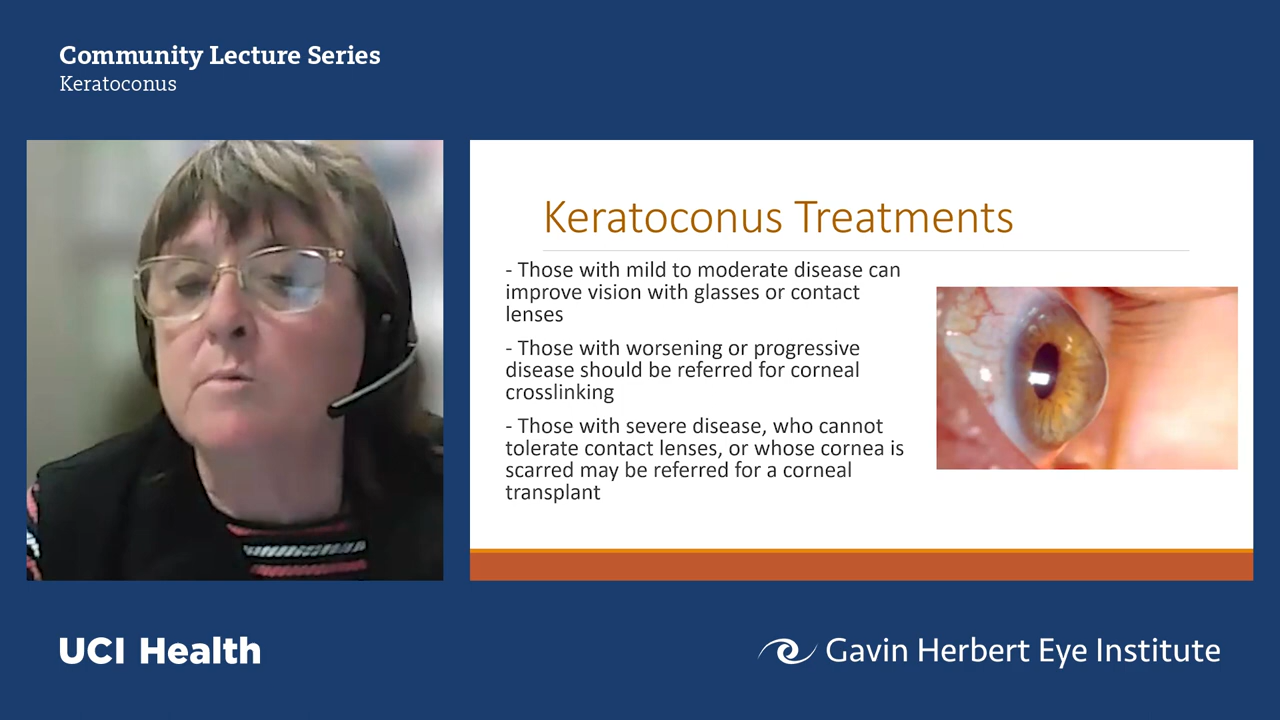 Community Lecture Series
Keratoconus
Keratoconus Treatments
- Those with mild to moderate disease can
improve vision with glasses or contact
lenses
- Those with worsening or progressive
disease should be referred for corneal
crosslinking
- Those with severe disease, who cannot
tolerate contact lenses, or whose cornea is
scarred may be referred for a corneal
transplant
UCI Health
Gavin Herbert Eye Institute